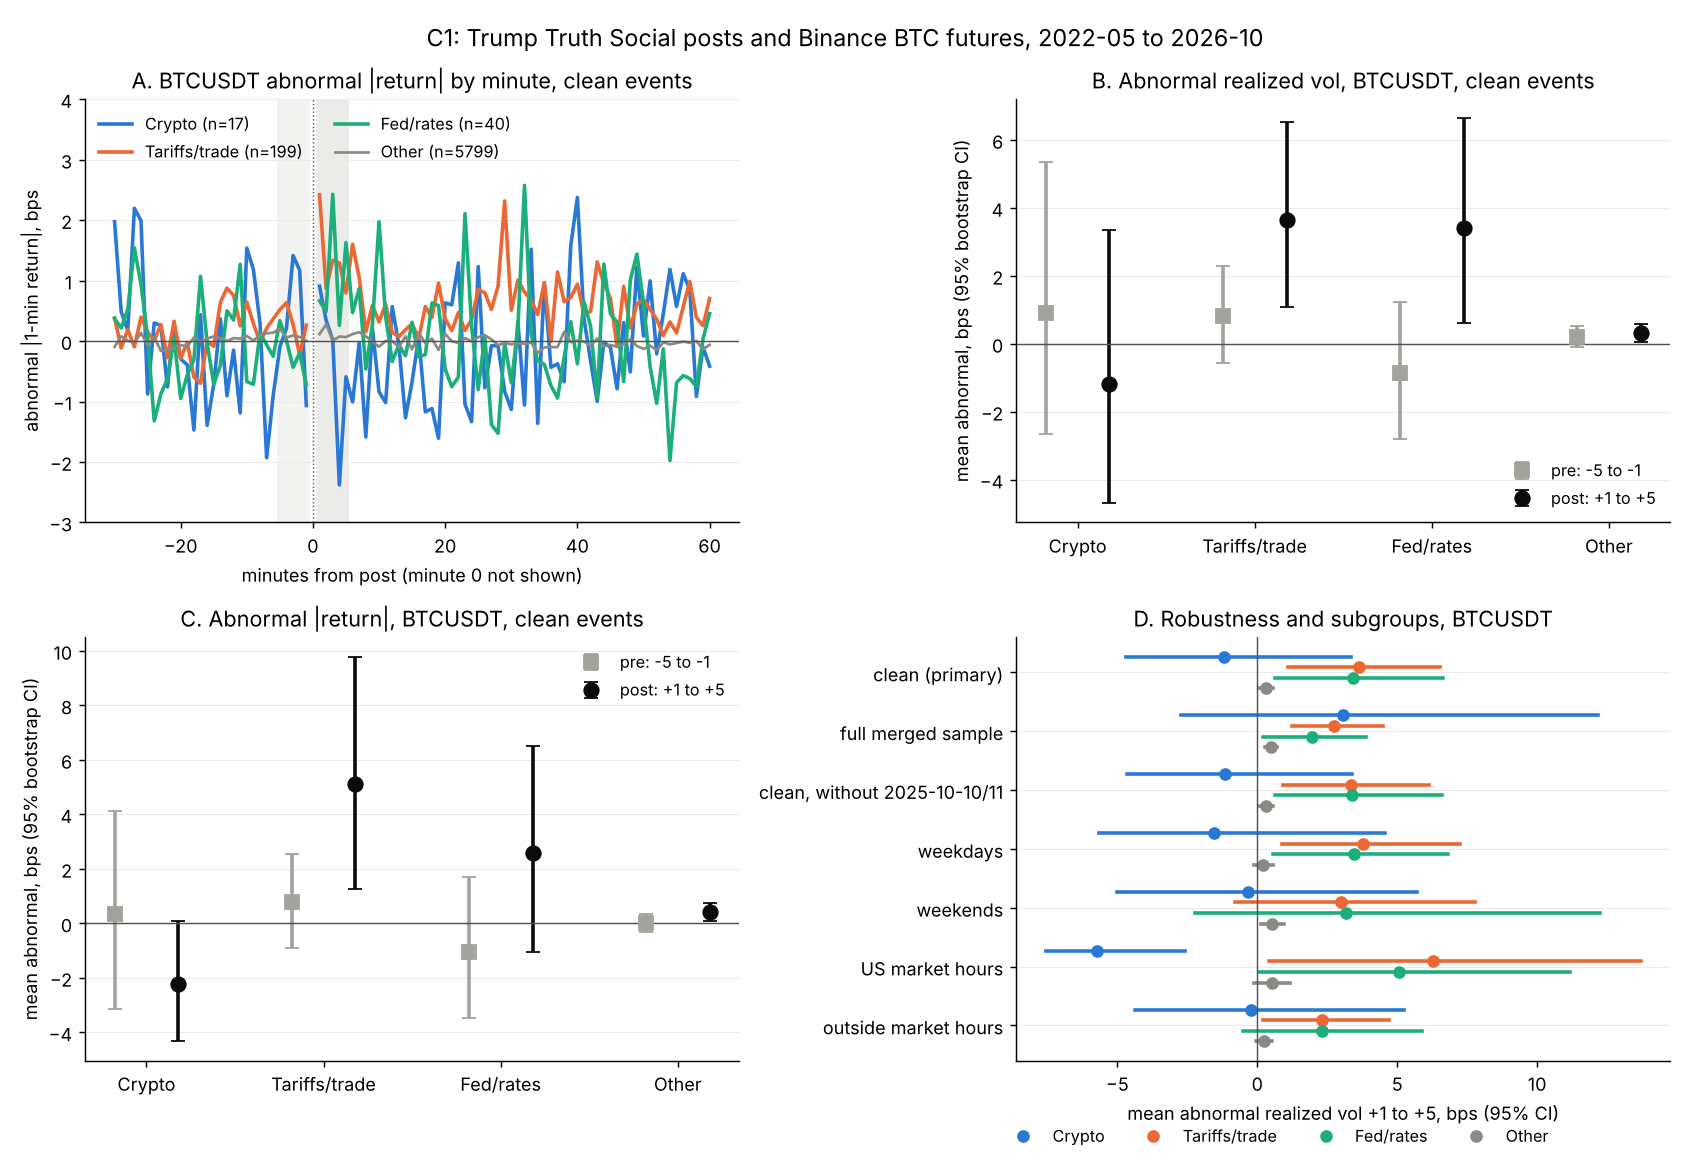 C1: Trump Truth Social posts and Binance BTC futures, 2022-05 to 2026-10
A. BTCUSDT abnormal |return| by minute, clean events
abnormal |1-min return|, bps
4
3
2
1
0
−1
−2
−3
Crypto (n=17)
Tariffs/trade (n=199)
Fed/rates (n=40)
Other (n=5799)
−20
0
20
40
60
minutes from post (minute 0 not shown)
B. Abnormal realized vol, BTCUSDT, clean events
mean abnormal, bps (95% bootstrap CI)
6
4
2
0
−2
−4
pre: -5 to -1
post: +1 to +5
Crypto
Tariffs/trade
Fed/rates
Other
C. Abnormal |return|, BTCUSDT, clean events
mean abnormal, bps (95% bootstrap CI)
10
8
6
4
2
0
−2
−4
pre: -5 to -1
post: +1 to +5
Crypto
Tariffs/trade
Fed/rates
Other
D. Robustness and subgroups, BTCUSDT
clean (primary)
full merged sample
clean, without 2025-10-10/11
weekdays
weekends
US market hours
outside market hours
−5
0
5
10
mean abnormal realized vol +1 to +5, bps (95% CI)
Crypto
Tariffs/trade
Fed/rates
Other